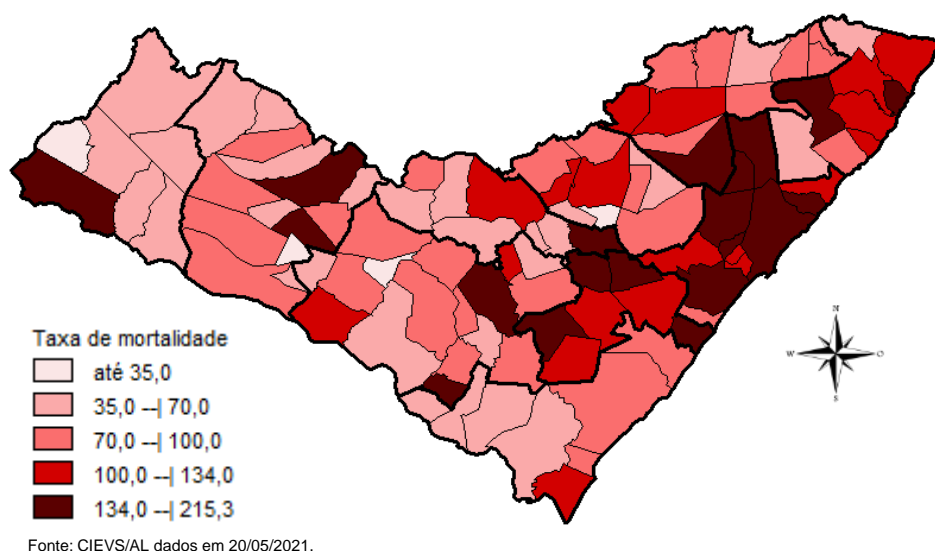 N
W
O
S
Taxa de mortalidade
até 35,0
35,0 --| 70,0
70,0 --| 100,0
100,0 --| 134,0
134,0 --| 215,3
Fonte: CIEVS/AL dados em 20/05/2021.